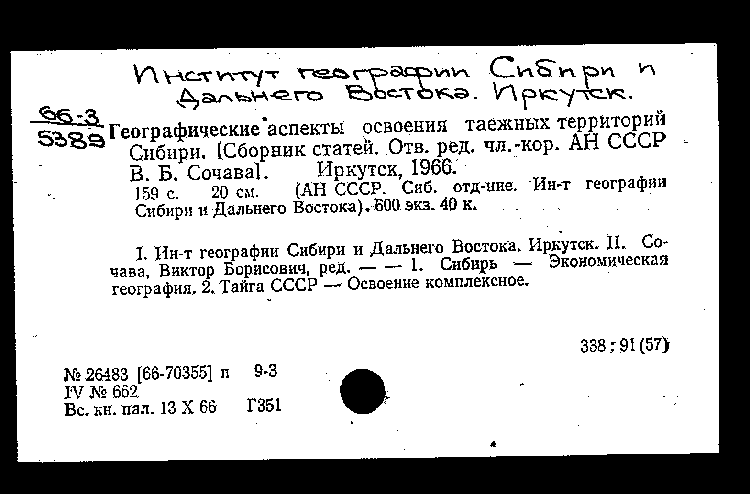 Институт географии Сибири и
Дальнего Востока. Иркутск.
66-3
5389
Географические аспекты освоения таежных территорий
Сибири. [Сборник статей. Отв. ред. чл.-кор. АН СССР
В. Б. Сочава]. Иркутск, 1966.
159 с. 20 см. (АН СССР. Сиб. отд-ние. Ин-т географии
Сибири и Дальнего Востока). 600 экз. 40 к.
I. Ин-т географии Сибири и Дальнего Востока. Иркутск. II. Со-
чава, Виктор Борисович, ред. — — 1. Сибирь — Экономическая
география. 2. Тайга СССР — Освоение комплексное.
338 : 91 (57)
№ 26483 [66-70355] п 9-3
IV № 662
Вс. кн. пал. 13 X 66 Г351